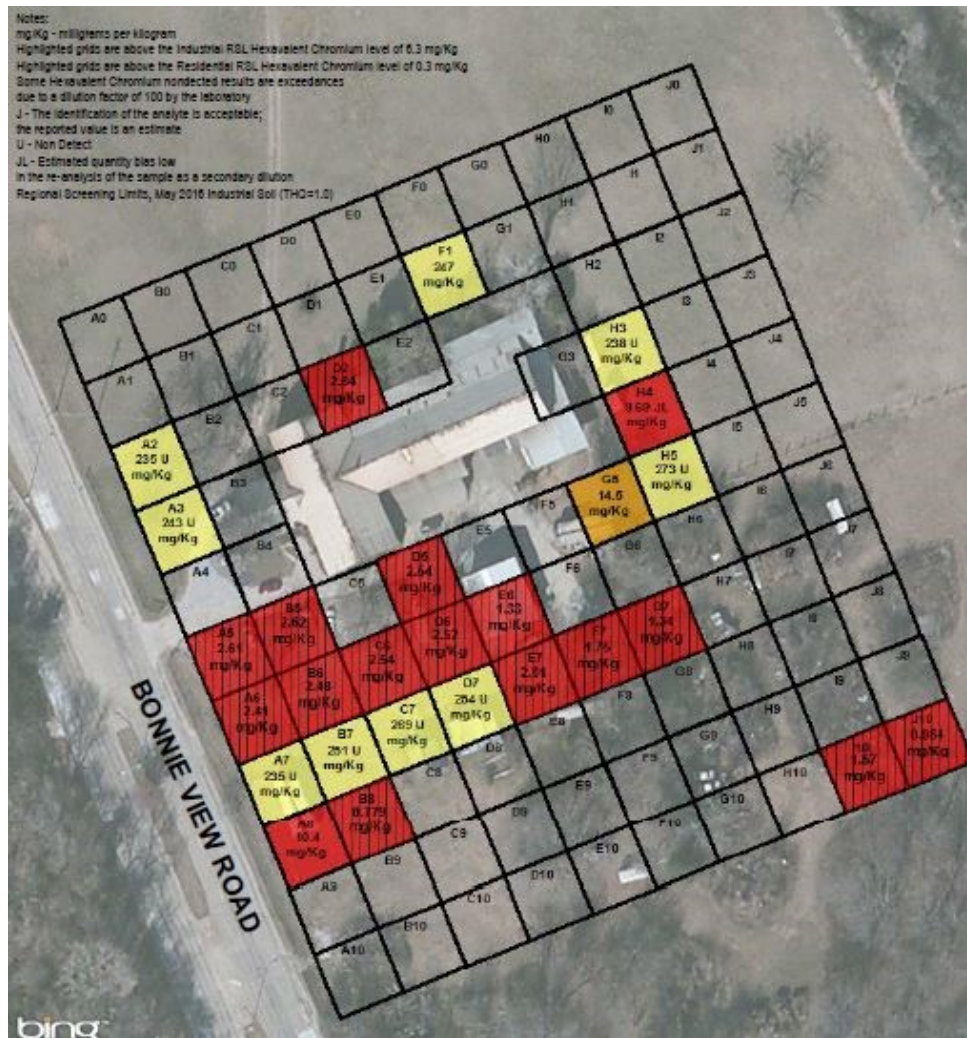 Notes:
mg/Kg - milligrams per kilogram
Highlighted grids are above the Industrial RSL Hexavalent Chromium level of 6.3 mg/Kg
Highlighted grids are above the Residential RSL Hexavalent Chromium level of 0.3 mg/Kg
Some Hexavalent Chromium nondected results are exceedances
due to a dilution factor of 100 by the laboratory
J - The identification of the analyte is acceptable;
the reported value is an estimate
U - Non Detect
JL - Estimated quantity bias low
in the re-analysis of the sample as a secondary dilution
Regional Screening Limits, May 2016 Industrial Soil (THQ=1.0)
J0
I0
H0
G0
F0
E0
D0
C0
B0
A0
J1
I1
H1
G1
F1
247
mg/Kg
E1
D1
C1
B1
A1
J2
I2
H2
E2
D2
2.64
mg/Kg
C2
B2
A2
235 U
mg/Kg
J3
I3
H3
238 U
mg/Kg
G3
B3
A3
243 U
mg/Kg
J4
I4
H4
JL
mg/Kg
B4
A4
J5
I5
H5
273 U
mg/Kg
G5
14.5
mg/Kg
F5
E5
D5
2.54
mg/Kg
C5
B5
2.62
mg/Kg
A5
2.61
mg/Kg
J6
I6
H6
G6
F6
E6
1.33
mg/Kg
D6
2.52
mg/Kg
C6
2.54
mg/Kg
B6
2.48
mg/Kg
A6
2.41
mg/Kg
J7
I7
H7
G7
mg/Kg
F7
1.75
mg/Kg
E7
mg/Kg
D7
254 U
mg/Kg
C7
269 U
mg/Kg
B7
251 U
mg/Kg
A7
235 U
mg/Kg
J8
I8
H8
G8
F8
E8
D8
C8
B8
0.779
mg/Kg
A8
10.4
mg/Kg
J9
I9
H9
G9
F9
E9
D9
C9
B9
A9
J10
mg/Kg
I10
1.57
mg/Kg
H10
G10
F10
E10
D10
C10
B10
A10
BONNIE VIEW ROAD
bing